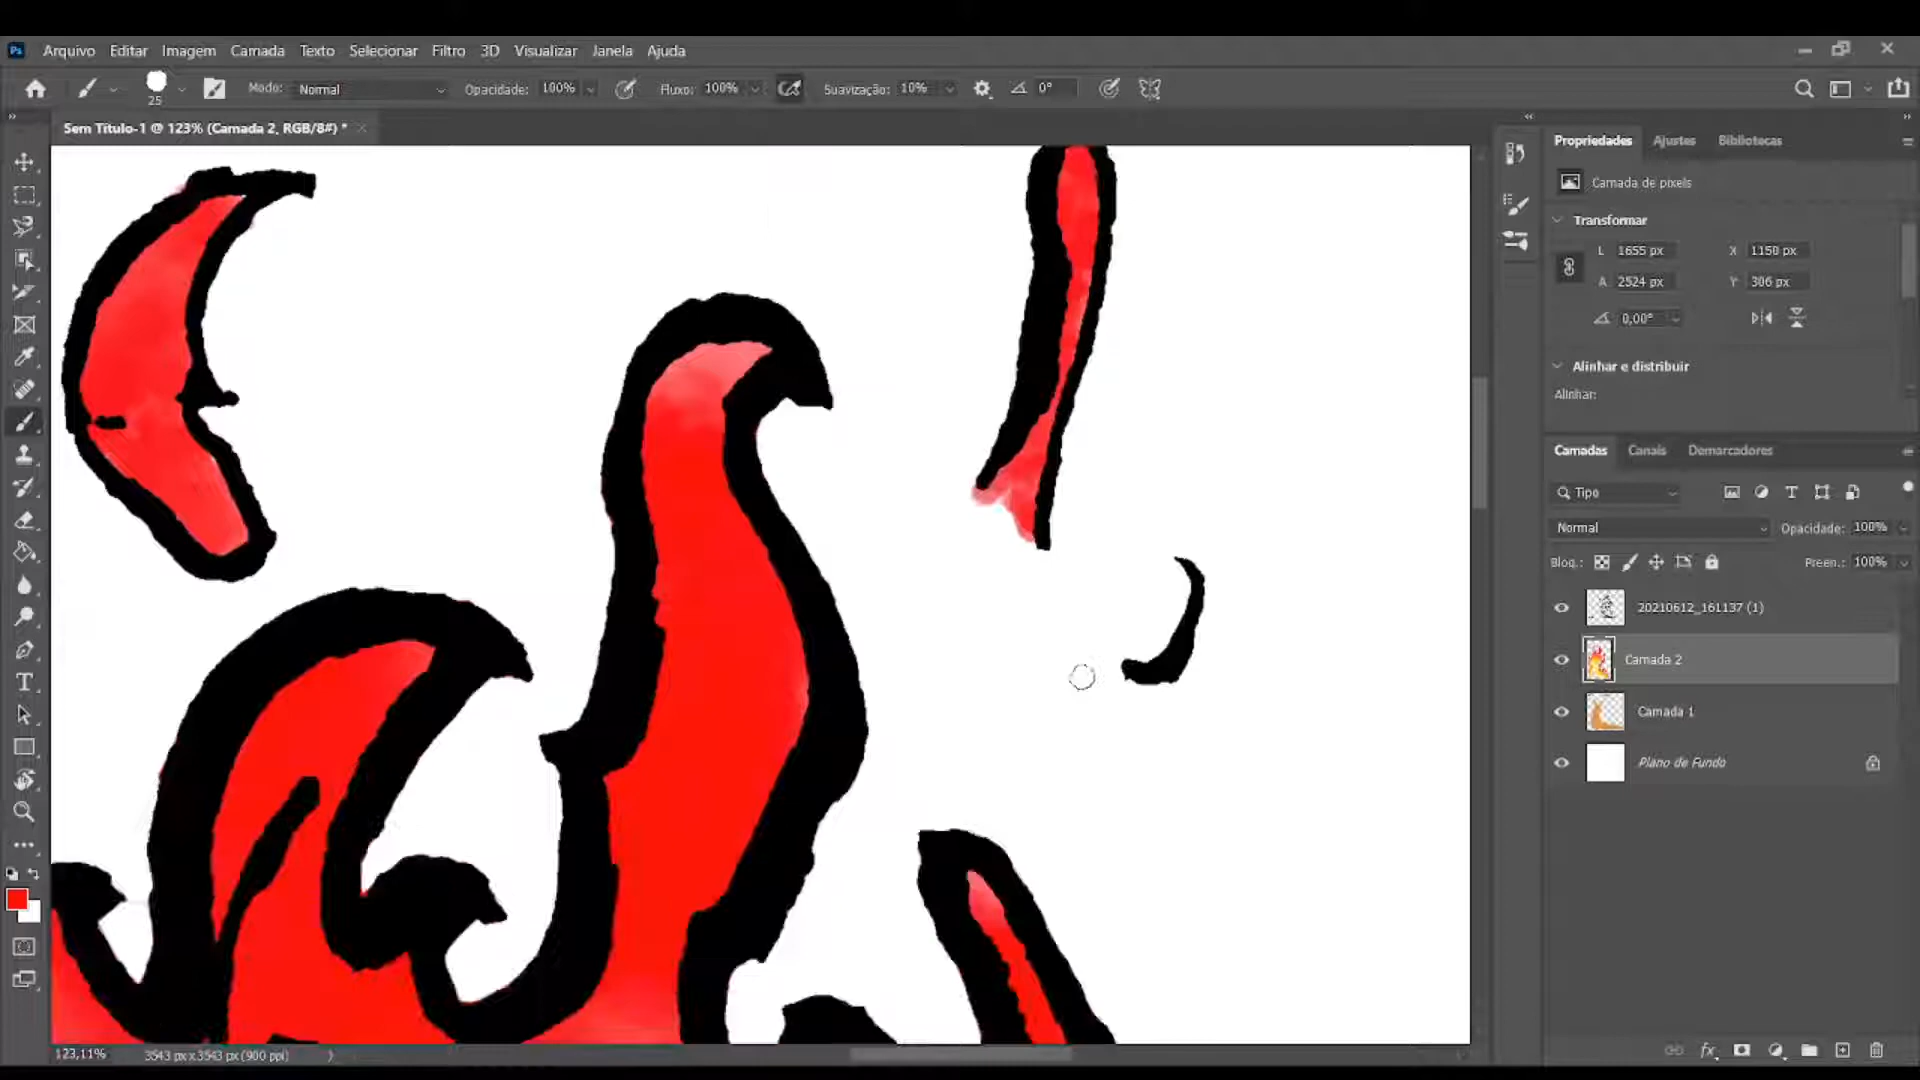 Ps Arquivo Editar Imagem Camada Texto Selecionar Filtro 3D Visualizar Janela Ajuda
25 Modo: Normal Opacidade: 100% Fluxo: 100% Suavização: 10% 0°
Sem Título-1 @ 123% (Camada 2, RGB/8#) *
Propriedades Ajustes Bibliotecas
Camada de pixels
Transformar
L 1655 px X 1150 px
A 2524 px Y 306 px
0,00°
Alinhar e distribuir
Alinhar:
Camadas Canais Demarcadores
Tipo
Normal Opacidade: 100%
Bloq.: Preen.: 100%
20210612_161137 (1)
Camada 2
Camada 1
Plano de Fundo
123,11% 3543 px x 3543 px (900 ppi)